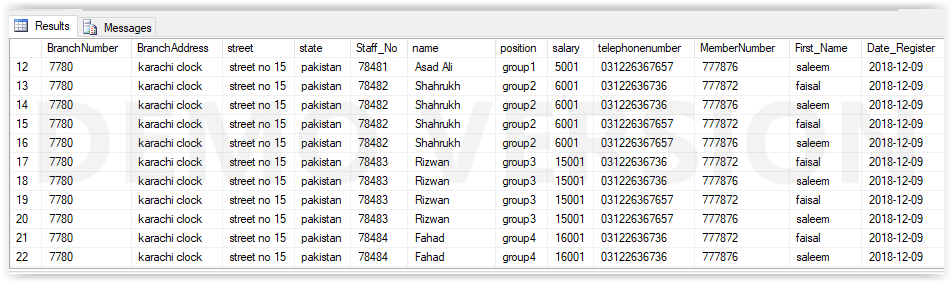 Results Messages
BranchNumber BranchAddress street state Staff_No name position salary telephonenumber MemberNumber First_Name Date_Register
12 7780 karachi clock street no 15 pakistan 78481 Asad Ali group1 5001 031226367657 777876 saleem 2018-12-09
13 7780 karachi clock street no 15 pakistan 78482 Shahrukh group2 6001 03122636736 777872 faisal 2018-12-09
14 7780 karachi clock street no 15 pakistan 78482 Shahrukh group2 6001 03122636736 777876 saleem 2018-12-09
15 7780 karachi clock street no 15 pakistan 78482 Shahrukh group2 6001 031226367657 777872 faisal 2018-12-09
16 7780 karachi clock street no 15 pakistan 78482 Shahrukh group2 6001 031226367657 777876 saleem 2018-12-09
17 7780 karachi clock street no 15 pakistan 78483 Rizwan group3 15001 03122636736 777872 faisal 2018-12-09
18 7780 karachi clock street no 15 pakistan 78483 Rizwan group3 15001 03122636736 777876 saleem 2018-12-09
19 7780 karachi clock street no 15 pakistan 78483 Rizwan group3 15001 031226367657 777872 faisal 2018-12-09
20 7780 karachi clock street no 15 pakistan 78483 Rizwan group3 15001 031226367657 777876 saleem 2018-12-09
21 7780 karachi clock street no 15 pakistan 78484 Fahad group4 16001 03122636736 777872 faisal 2018-12-09
22 7780 karachi clock street no 15 pakistan 78484 Fahad group4 16001 03122636736 777876 saleem 2018-12-09
DEMO VERSION